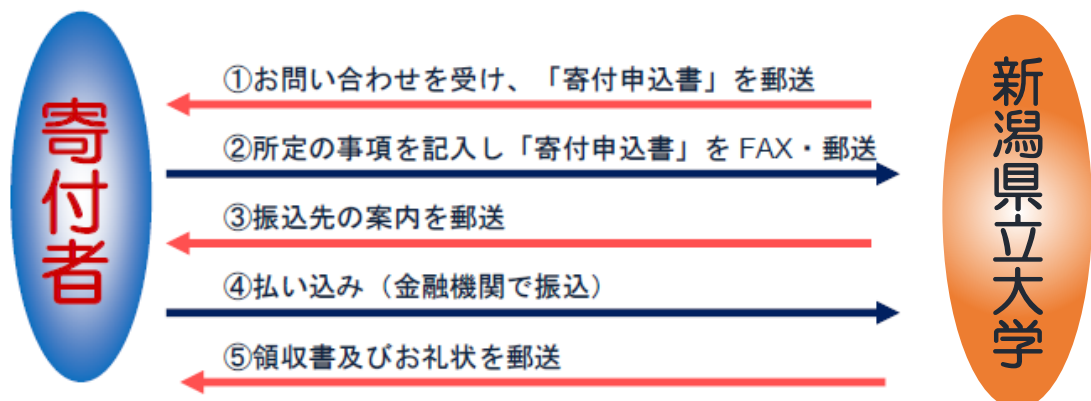 寄付者
①お問い合わせを受け、「寄付申込書」を郵送
②所定の事項を記入し「寄付申込書」を FAX・郵送
③振込先の案内を郵送
④払い込み（金融機関で振込）
⑤領収書及びお礼状を郵送
新潟県立大学